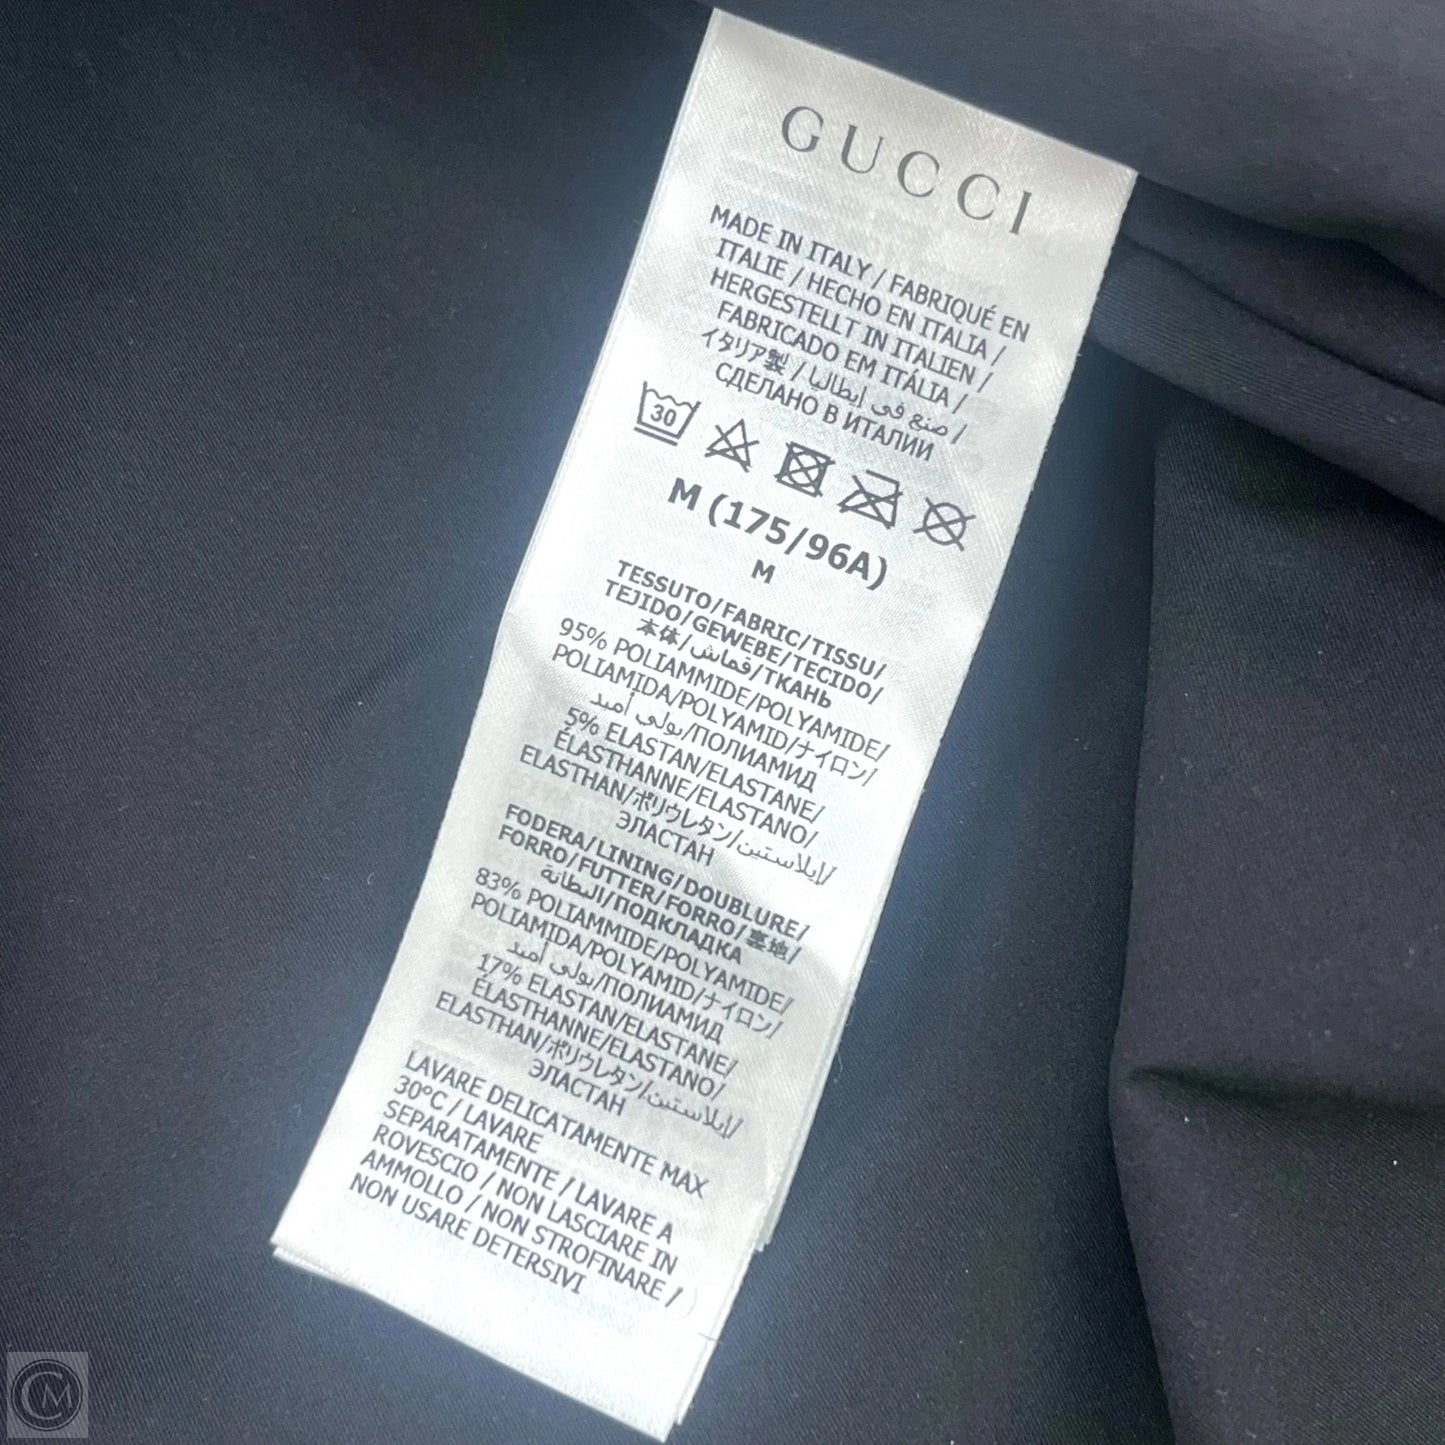 GUCCI
MADE IN ITALY / FABRIQUÉ EN
ITALIE / HECHO EN ITALIA /
HERGESTELLT IN ITALIEN /
FABRICADO EM ITÁLIA /
イタリア製 / صنع في إيطاليا /
СДЕЛАНО В ИТАЛИИ
30
M (175/96A)
M
TESSUTO/FABRIC/TISSU/
TEJIDO/GEWEBE/TECIDO/
本体/قماش/ТКАНЬ
95% POLIAMMIDE/POLYAMIDE/
POLIAMIDA/POLYAMID/ナイロン/
بولي أميد/ПОЛИАМИД
5% ELASTAN/ELASTANE/
ÉLASTHANNE/ELASTANO/
ELASTHAN/ポリウレタン/إيلاستين/
ЭЛАСТАН
FODERA/LINING/DOUBLURE/
FORRO/FUTTER/FORRO/裏地/
البطانة/ПОДКЛАДКА
83% POLIAMMIDE/POLYAMIDE/
POLIAMIDA/POLYAMID/ナイロン/
بولي أميد/ПОЛИАМИД
17% ELASTAN/ELASTANE/
ÉLASTHANNE/ELASTANO/
ELASTHAN/ポリウレタン/إيلاستين/
ЭЛАСТАН
LAVARE DELICATAMENTE MAX
30°C / LAVARE
SEPARATAMENTE / LAVARE A
ROVESCIO / NON LASCIARE IN
AMMOLLO / NON STROFINARE /
NON USARE DETERSIVI
CM